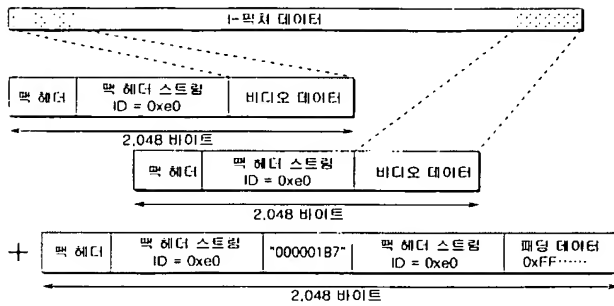 I-픽처 데이터
팩 헤더
팩 헤더 스트림
ID = 0xe0
비디오 데이터
2,048 바이트
팩 헤더
팩 헤더 스트림
ID = 0xe0
비디오 데이터
2,048 바이트
+
팩 헤더
팩 헤더 스트림
ID = 0xe0
"000001B7"
팩 헤더 스트림
ID = 0xe0
패딩 데이터
0xFF······
2,048 바이트